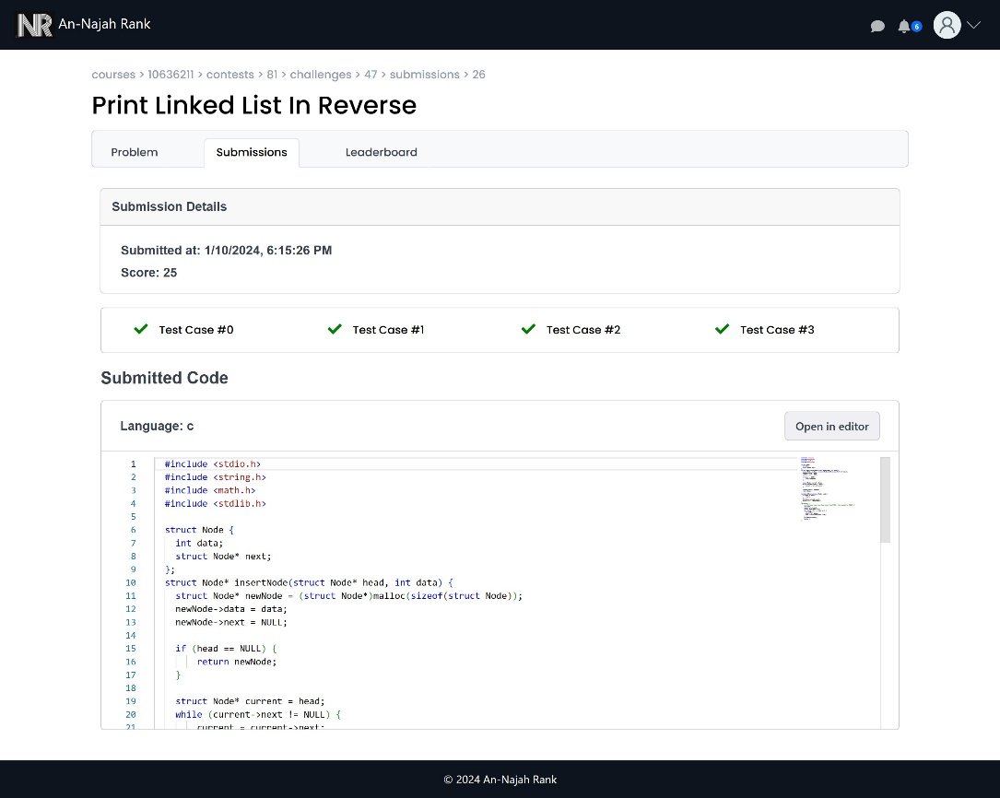 NR An-Najah Rank
6
courses > 10636211 > contests > 81 > challenges > 47 > submissions > 26
Print Linked List In Reverse
Problem
Submissions
Leaderboard
Submission Details
Submitted at: 1/10/2024, 6:15:26 PM
Score: 25
Test Case #0
Test Case #1
Test Case #2
Test Case #3
Submitted Code
Language: c
Open in editor
1 #include <stdio.h>
2 #include <string.h>
3 #include <math.h>
4 #include <stdlib.h>
5
6 struct Node {
7 int data;
8 struct Node* next;
9 };
10 struct Node* insertNode(struct Node* head, int data) {
11 struct Node* newNode = (struct Node*)malloc(sizeof(struct Node));
12 newNode->data = data;
13 newNode->next = NULL;
14
15 if (head == NULL) {
16 return newNode;
17 }
18
19 struct Node* current = head;
20 while (current->next != NULL) {
21 current = current->next;
© 2024 An-Najah Rank